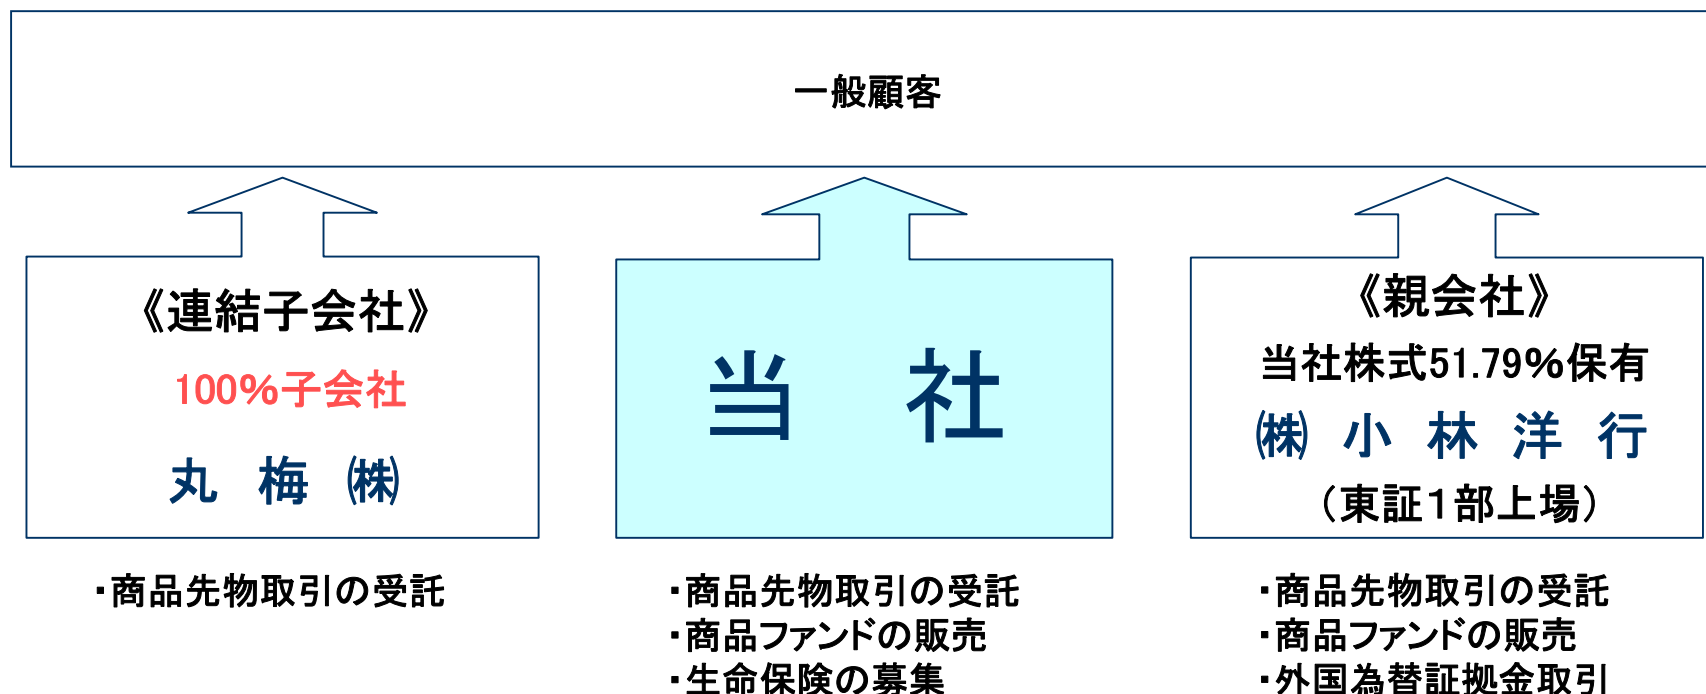 一般顧客
《連結子会社》
100%子会社
丸 梅 ㈱
当 社
《親会社》
当社株式51.79%保有
㈱ 小 林 洋 行
（東証1部上場）
・商品先物取引の受託
・商品先物取引の受託
・商品ファンドの販売
・生命保険の募集
・商品先物取引の受託
・商品ファンドの販売
・外国為替証拠金取引